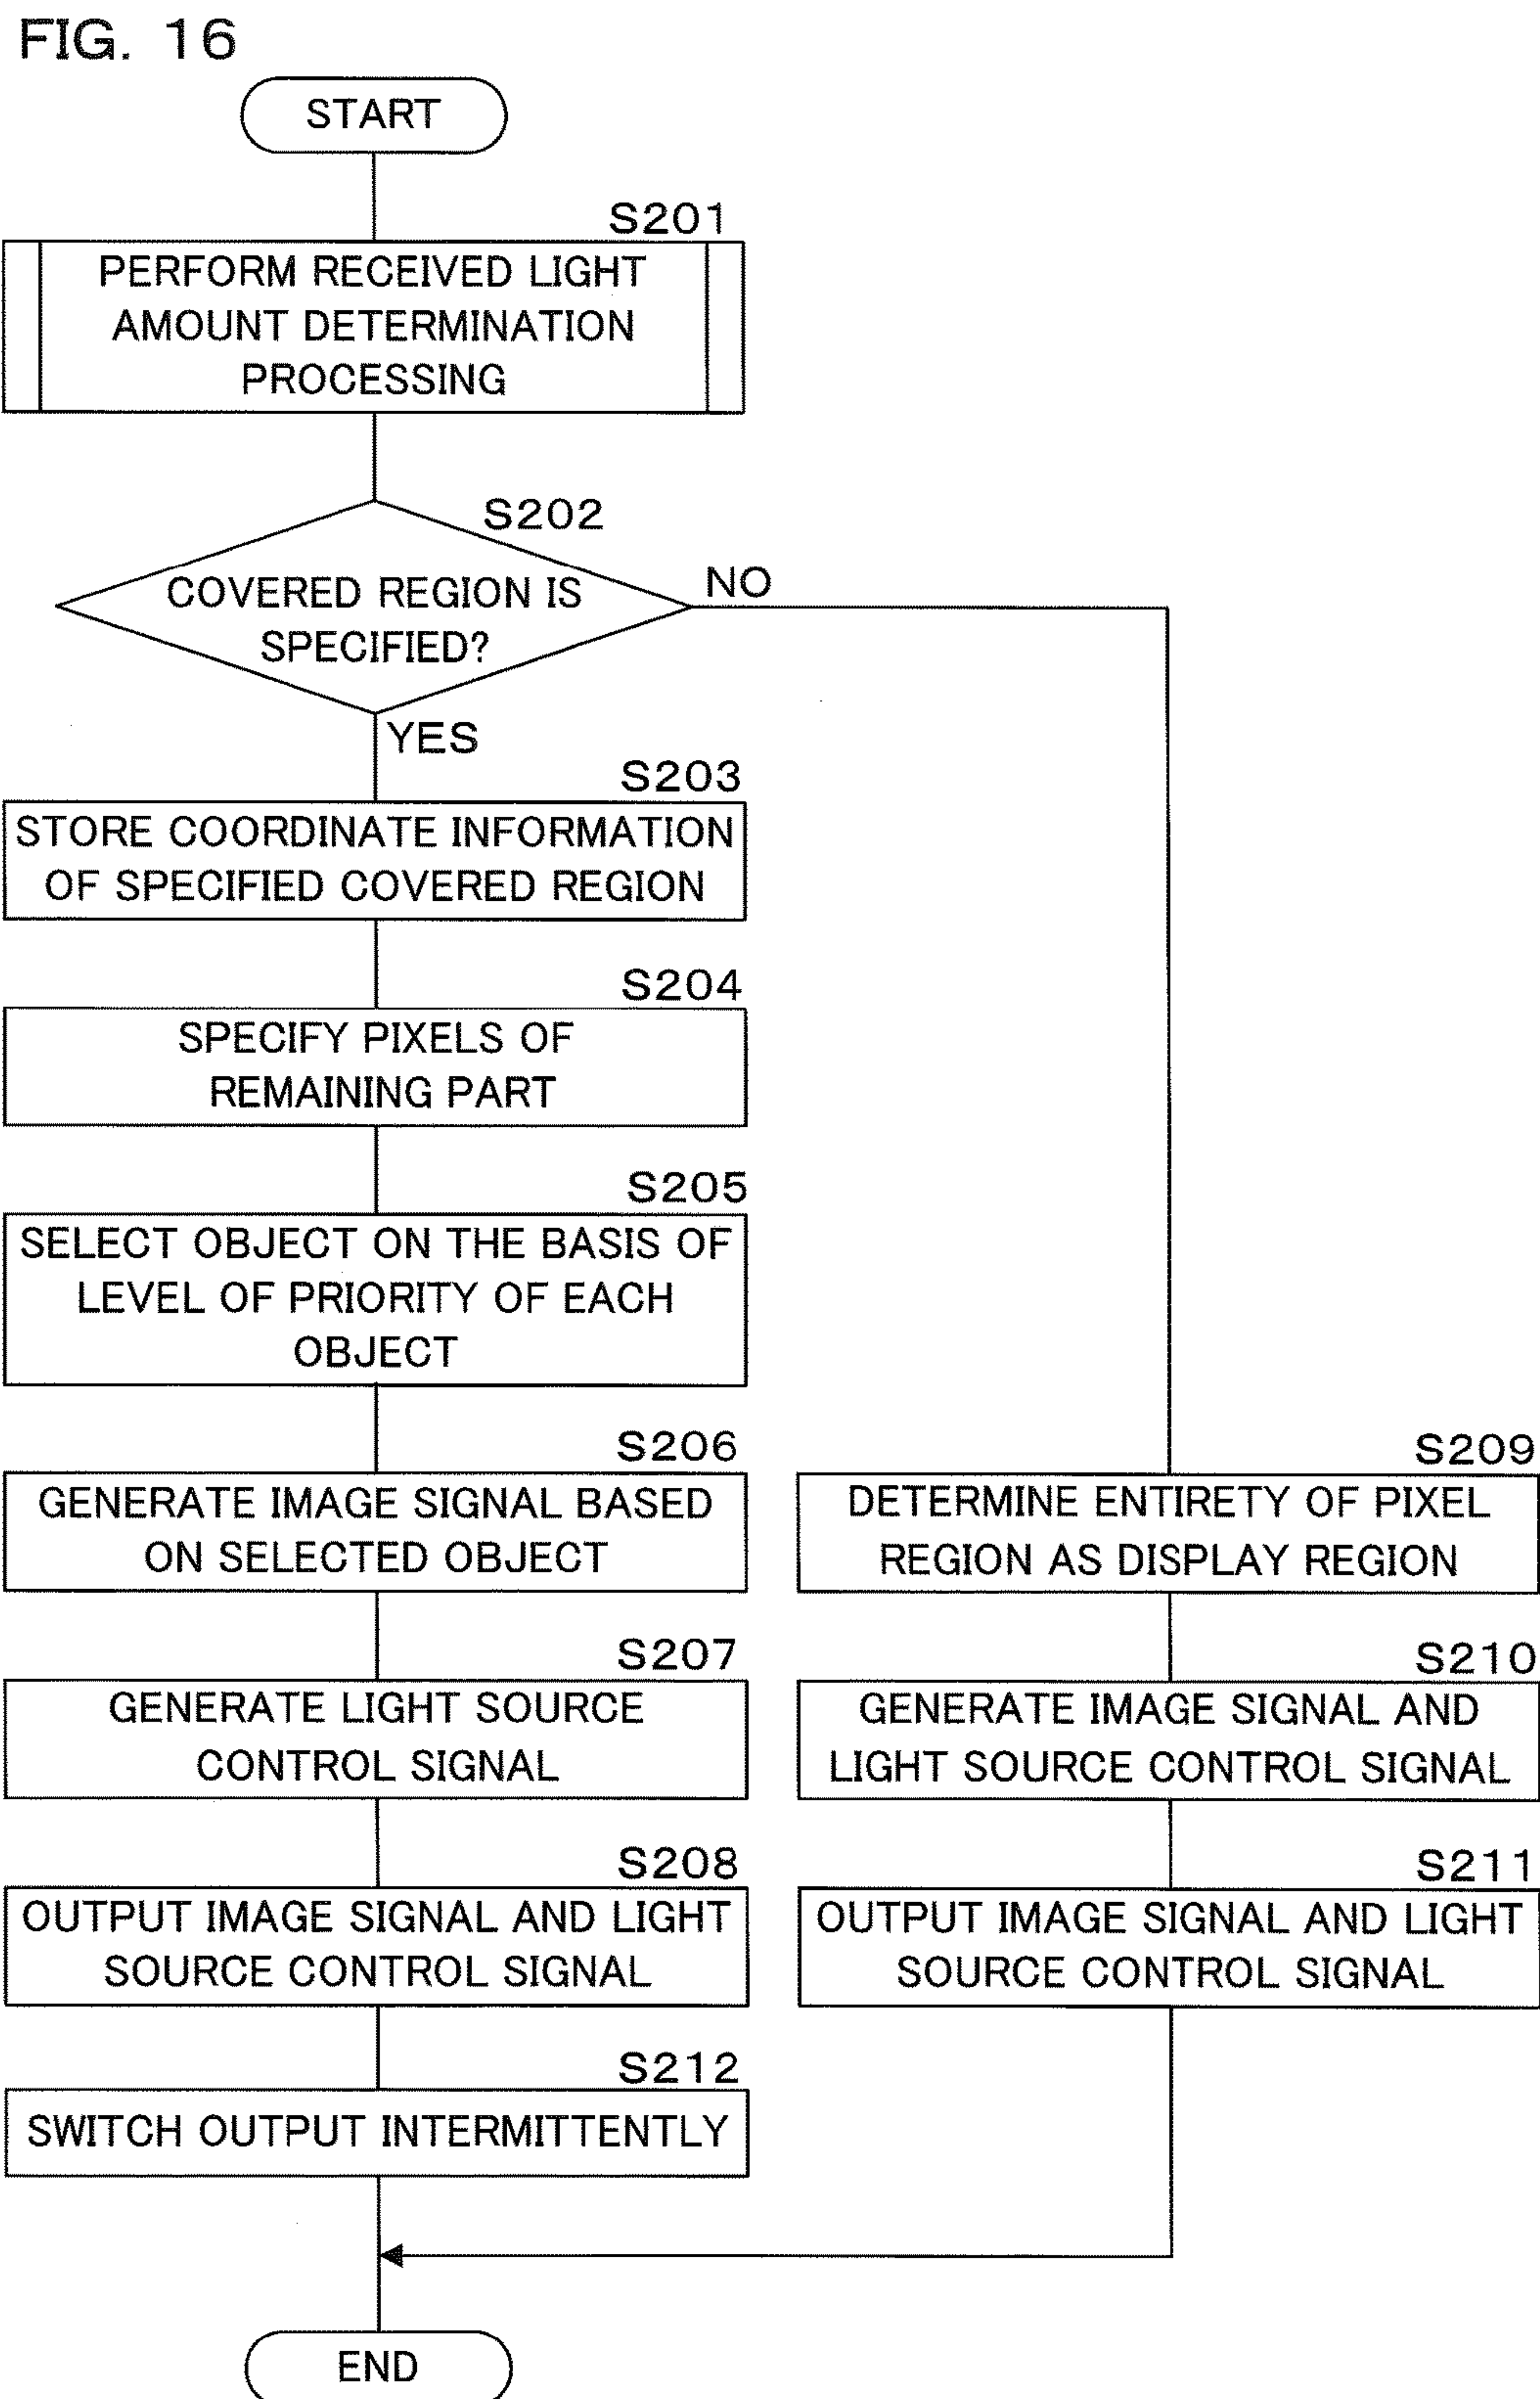 FIG. 16
START
S201
PERFORM RECEIVED LIGHT
AMOUNT DETERMINATION
PROCESSING
S202
COVERED REGION IS
SPECIFIED?
NO
YES
S203
STORE COORDINATE INFORMATION
OF SPECIFIED COVERED REGION
S204
SPECIFY PIXELS OF
REMAINING PART
S205
SELECT OBJECT ON THE BASIS OF
LEVEL OF PRIORITY OF EACH
OBJECT
S206
GENERATE IMAGE SIGNAL BASED
ON SELECTED OBJECT
S207
GENERATE LIGHT SOURCE
CONTROL SIGNAL
S208
OUTPUT IMAGE SIGNAL AND LIGHT
SOURCE CONTROL SIGNAL
S212
SWITCH OUTPUT INTERMITTENTLY
S209
DETERMINE ENTIRETY OF PIXEL
REGION AS DISPLAY REGION
S210
GENERATE IMAGE SIGNAL AND
LIGHT SOURCE CONTROL SIGNAL
S211
OUTPUT IMAGE SIGNAL AND LIGHT
SOURCE CONTROL SIGNAL
END